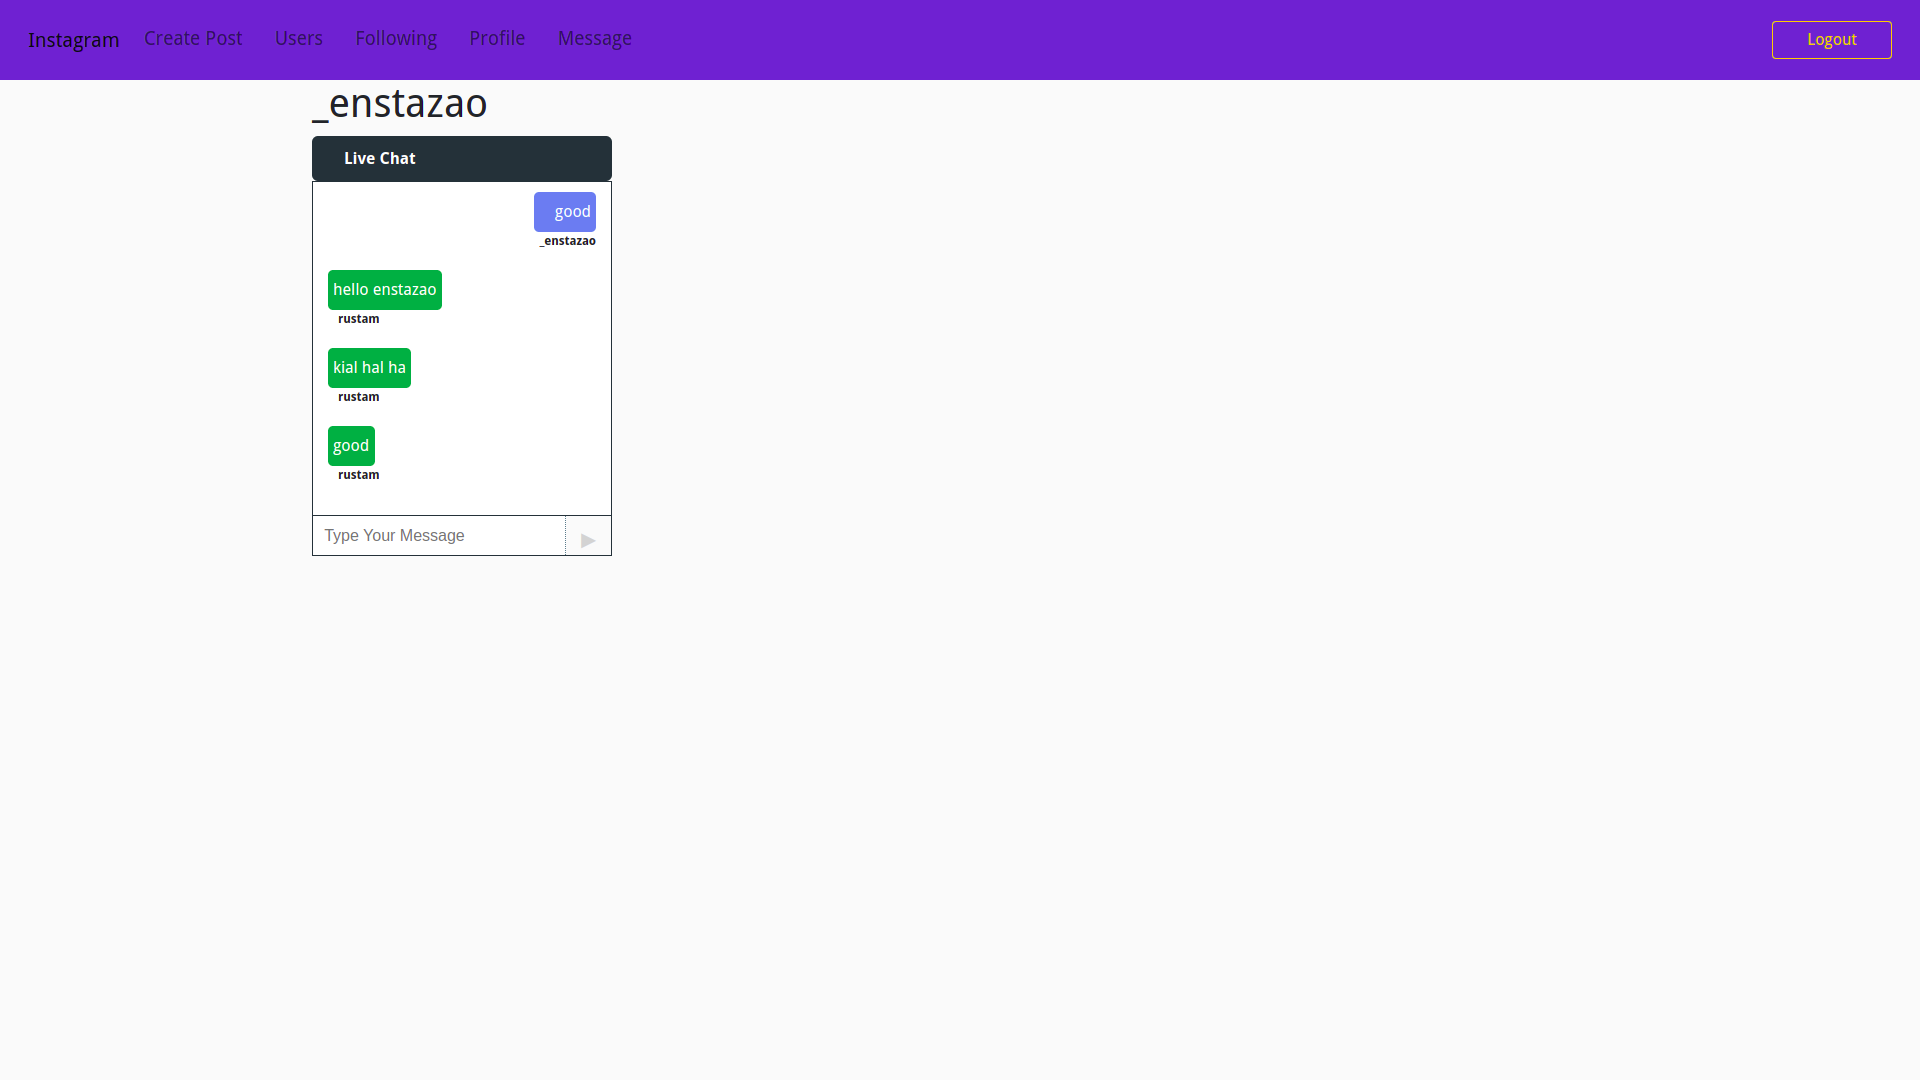 Instagram Create Post Users Following Profile Message Logout
_enstazao
Live Chat
good
_enstazao
hello enstazao
rustam
kial hal ha
rustam
good
rustam
Type Your Message